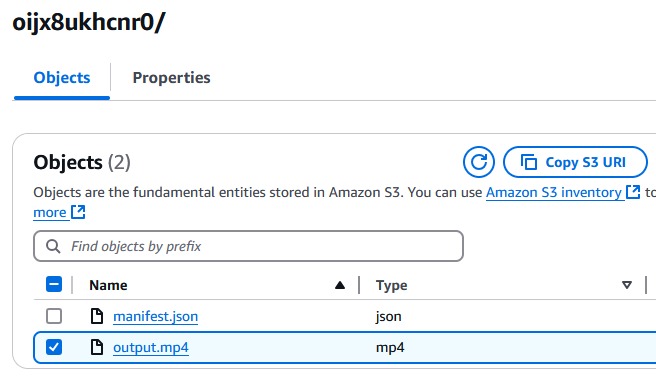 oijx8ukhcnr0/
Objects Properties
Objects (2) Copy S3 URI
Objects are the fundamental entities stored in Amazon S3. You can use Amazon S3 inventory to
more
Find objects by prefix
Name Type
manifest.json json
output.mp4 mp4